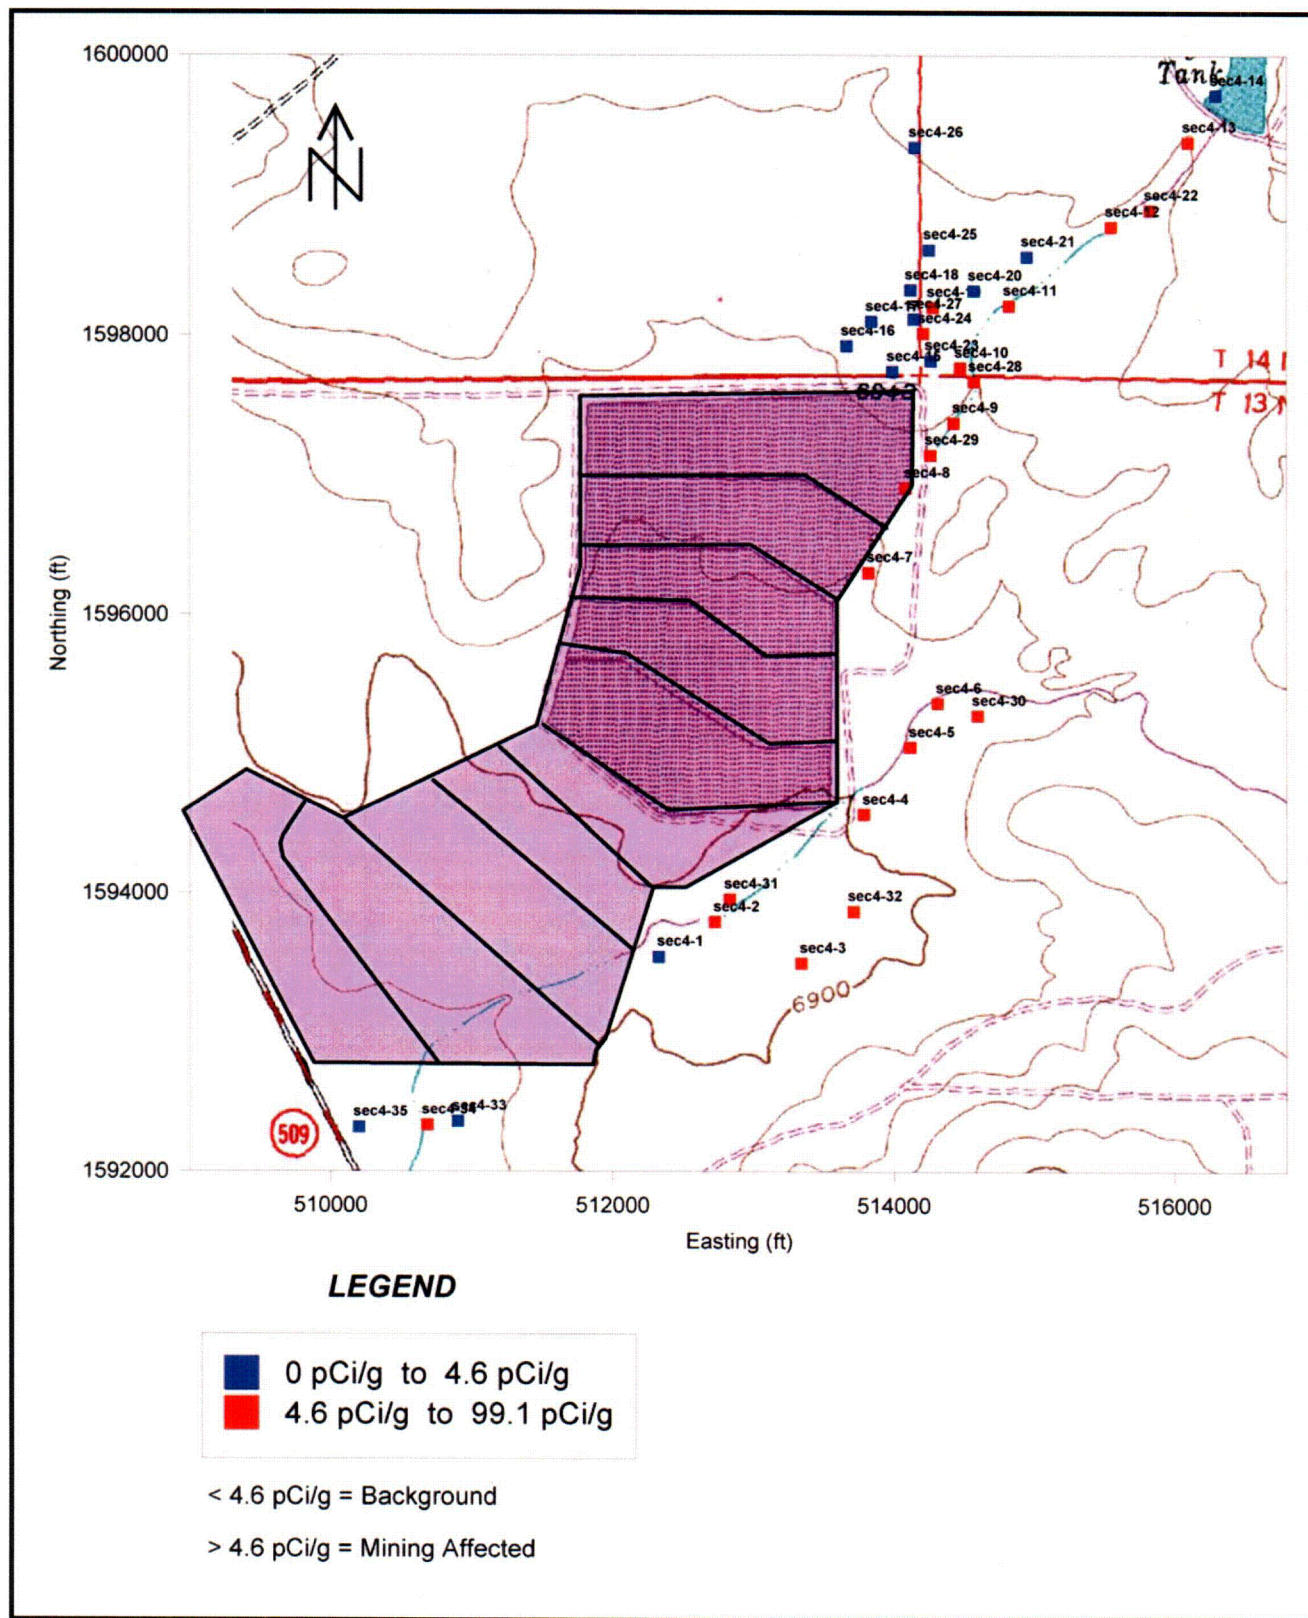 1600000
Tank
sec4-14
sec4-13
sec4-26
sec4-22
sec4-12
sec4-25
sec4-21
sec4-18
sec4-20
sec4-11
sec4-27
sec4-24
1598000
sec4-16
sec4-23
sec4-10
sec4-15
sec4-28
T 14
T 13 N
sec4-9
sec4-29
sec4-8
sec4-7
Northing (ft)
1596000
sec4-6
sec4-30
sec4-5
sec4-4
1594000
sec4-31
sec4-32
sec4-2
sec4-1
sec4-3
6900
sec4-35
sec4-34
sec4-33
509
1592000
510000
512000
514000
516000
Easting (ft)
LEGEND
0 pCi/g to 4.6 pCi/g
4.6 pCi/g to 99.1 pCi/g
< 4.6 pCi/g = Background
> 4.6 pCi/g = Mining Affected